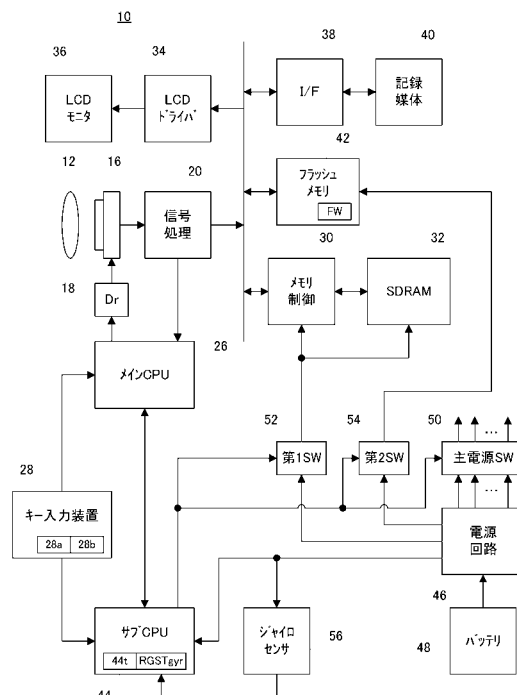 10
36
34
38
40
LCD
モニタ
LCD
ドライバ
I/F
記録
媒体
42
12
16
20
フラッシュ
メモリ
FW
信号
処理
30
32
18
Dr
メモリ
制御
SDRAM
26
メインCPU
52
54
50
…
28
第1SW
第2SW
主電源SW
…
キー入力装置
28a
28b
電源
回路
46
サブCPU
44t
RGSTgyr
ジャイロ
センサ
56
48
バッテリ
44